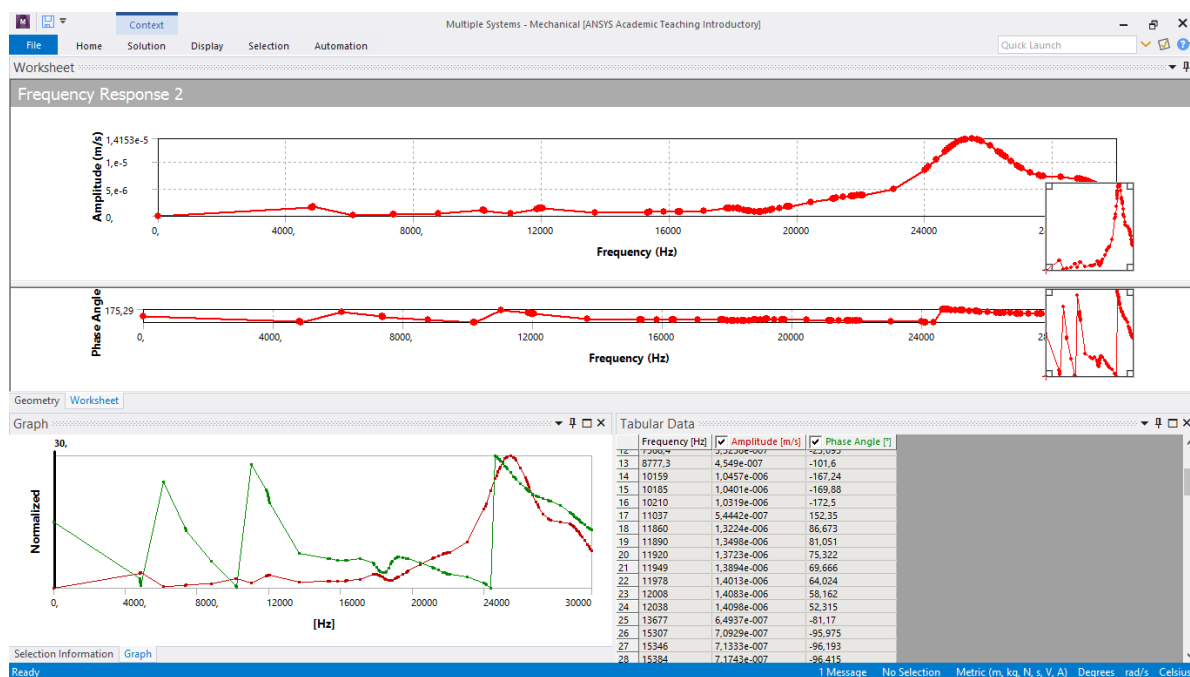 M
Context
Multiple Systems - Mechanical [ANSYS Academic Teaching Introductory]
File Home Solution Display Selection Automation
Quick Launch
Worksheet
Frequency Response 2
Amplitude (m/s)
1,4153e-5
1,e-5
5,e-6
0,
0, 4000, 8000, 12000 16000 20000 24000
Frequency (Hz)
Phase Angle
175,29
0, 4000, 8000, 12000 16000 20000 24000
Frequency (Hz)
Geometry Worksheet
Graph
30,
Normalized
0, 4000, 8000, 12000 16000 20000 24000 30000
[Hz]
Selection Information Graph
Tabular Data
Frequency [Hz] Amplitude [m/s] Phase Angle [°]
13 8777,3 4,549e-007 -101,6
14 10159 1,0457e-006 -167,24
15 10185 1,0401e-006 -169,88
16 10210 1,0319e-006 -172,5
17 11037 5,4442e-007 152,35
18 11860 1,3224e-006 86,673
19 11890 1,3498e-006 81,051
20 11920 1,3723e-006 75,322
21 11949 1,3894e-006 69,666
22 11978 1,4013e-006 64,024
23 12008 1,4083e-006 58,162
24 12038 1,4098e-006 52,315
25 13677 6,4937e-007 -81,17
26 15307 7,0929e-007 -95,975
27 15346 7,1333e-007 -96,193
28 15384 7,1743e-007 -96,415
Ready
1 Message No Selection Metric (m, kg, N, s, V, A) Degrees rad/s Celsius